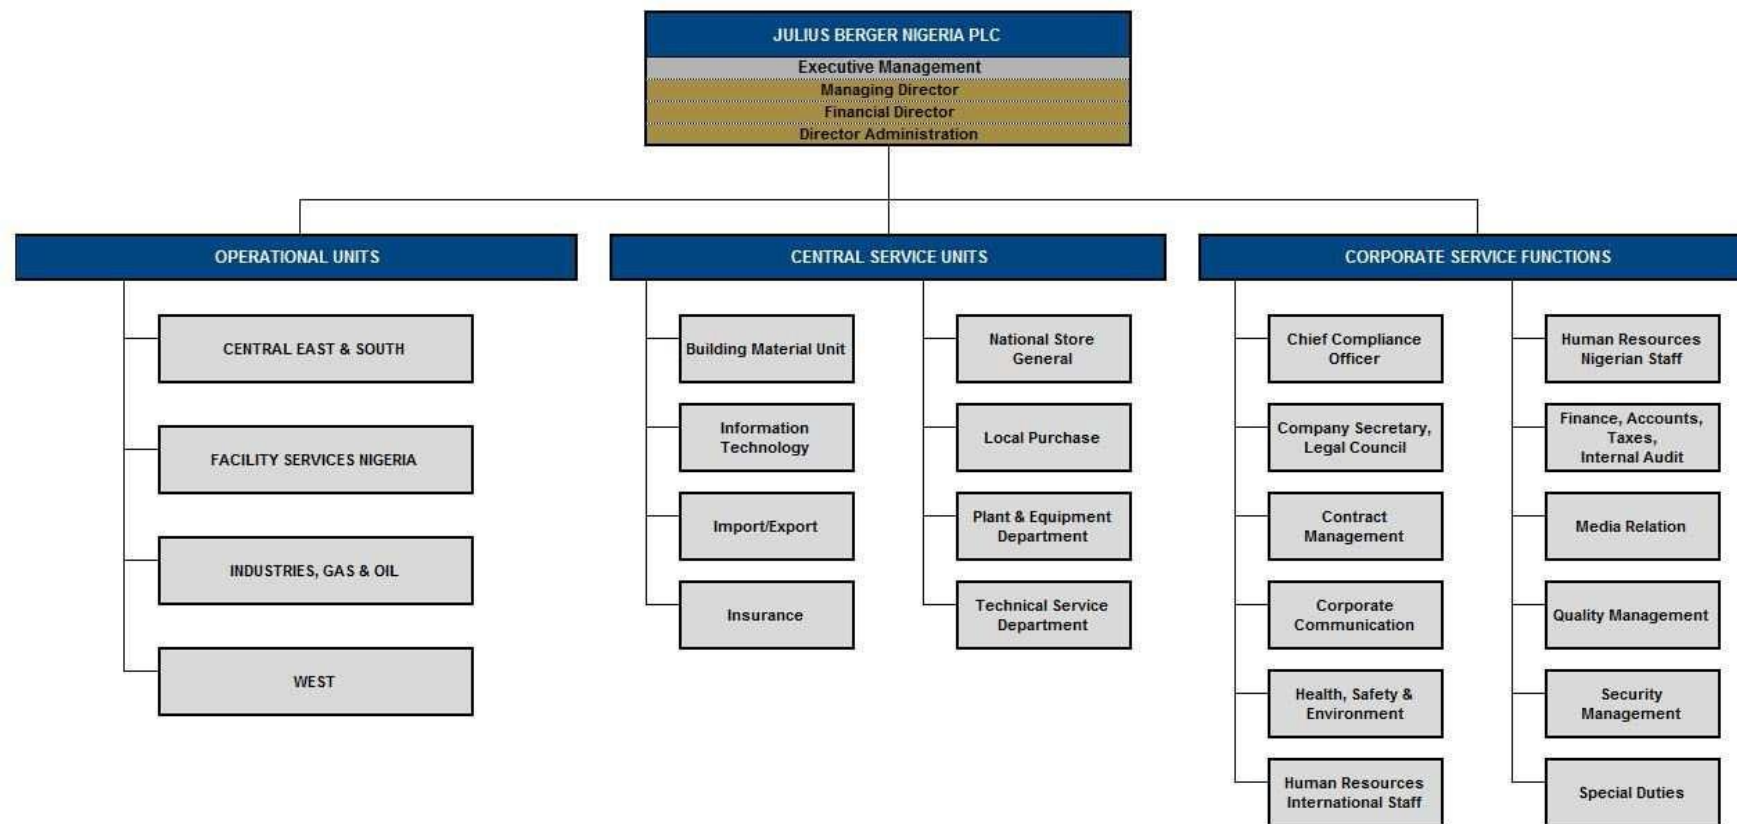 JULIUS BERGER NIGERIA PLC
Executive Management
Managing Director
Financial Director
Director Administration
OPERATIONAL UNITS
CENTRAL EAST & SOUTH
FACILITY SERVICES NIGERIA
INDUSTRIES, GAS & OIL
WEST
CENTRAL SERVICE UNITS
Building Material Unit
Information
Technology
Import/Export
Insurance
National Store
General
Local Purchase
Plant & Equipment
Department
Technical Service
Department
CORPORATE SERVICE FUNCTIONS
Chief Compliance
Officer
Company Secretary,
Legal Council
Contract
Management
Corporate
Communication
Health, Safety &
Environment
Human Resources
International Staff
Human Resources
Nigerian Staff
Finance, Accounts,
Taxes,
Internal Audit
Media Relation
Quality Management
Security
Management
Special Duties